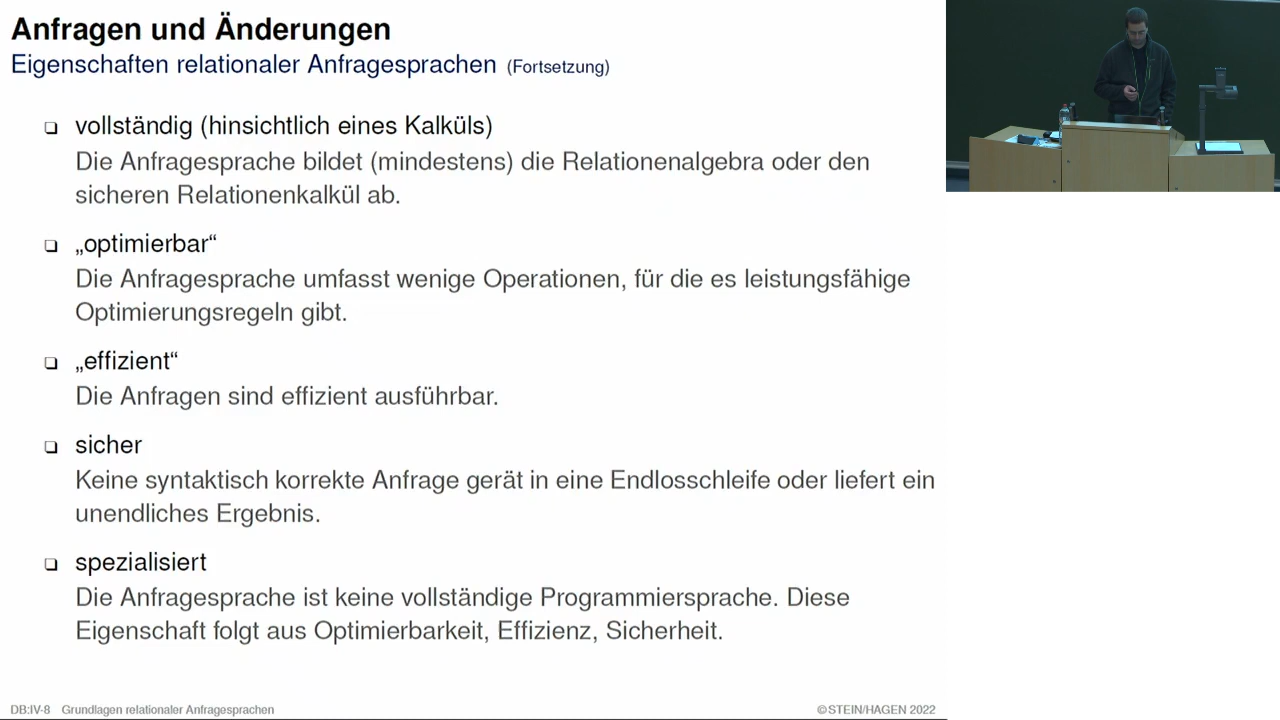 Anfragen und Änderungen
Eigenschaften relationaler Anfragesprachen (Fortsetzung)
❏ vollständig (hinsichtlich eines Kalküls)
Die Anfragesprache bildet (mindestens) die Relationenalgebra oder den
sicheren Relationenkalkül ab.
❏ „optimierbar“
Die Anfragesprache umfasst wenige Operationen, für die es leistungsfähige
Optimierungsregeln gibt.
❏ „effizient“
Die Anfragen sind effizient ausführbar.
❏ sicher
Keine syntaktisch korrekte Anfrage gerät in eine Endlosschleife oder liefert ein
unendliches Ergebnis.
❏ spezialisiert
Die Anfragesprache ist keine vollständige Programmiersprache. Diese
Eigenschaft folgt aus Optimierbarkeit, Effizienz, Sicherheit.
DB:IV-8 Grundlagen relationaler Anfragesprachen ©STEIN/HAGEN 2022